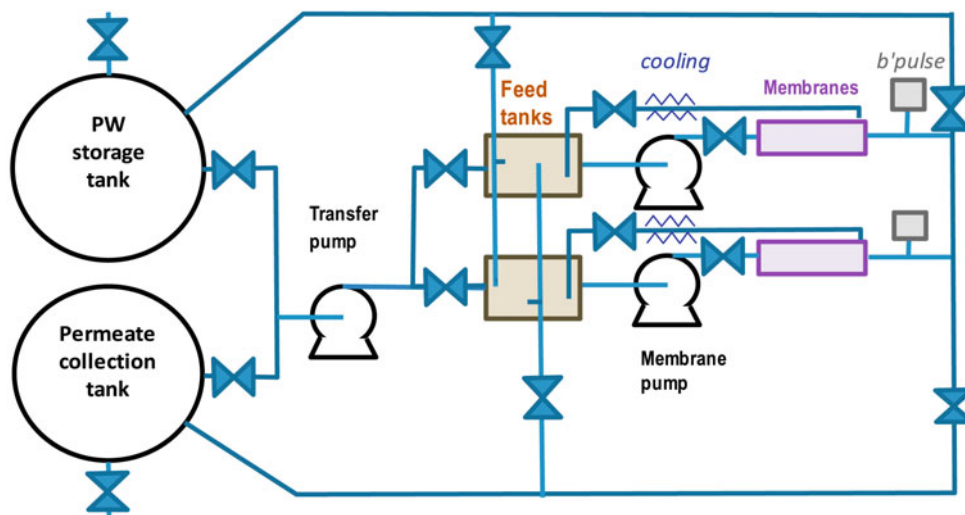 cooling
b'pulse
Feed
tanks
Membranes
PW
storage
tank
Transfer
pump
Permeate
collection
tank
Membrane
pump